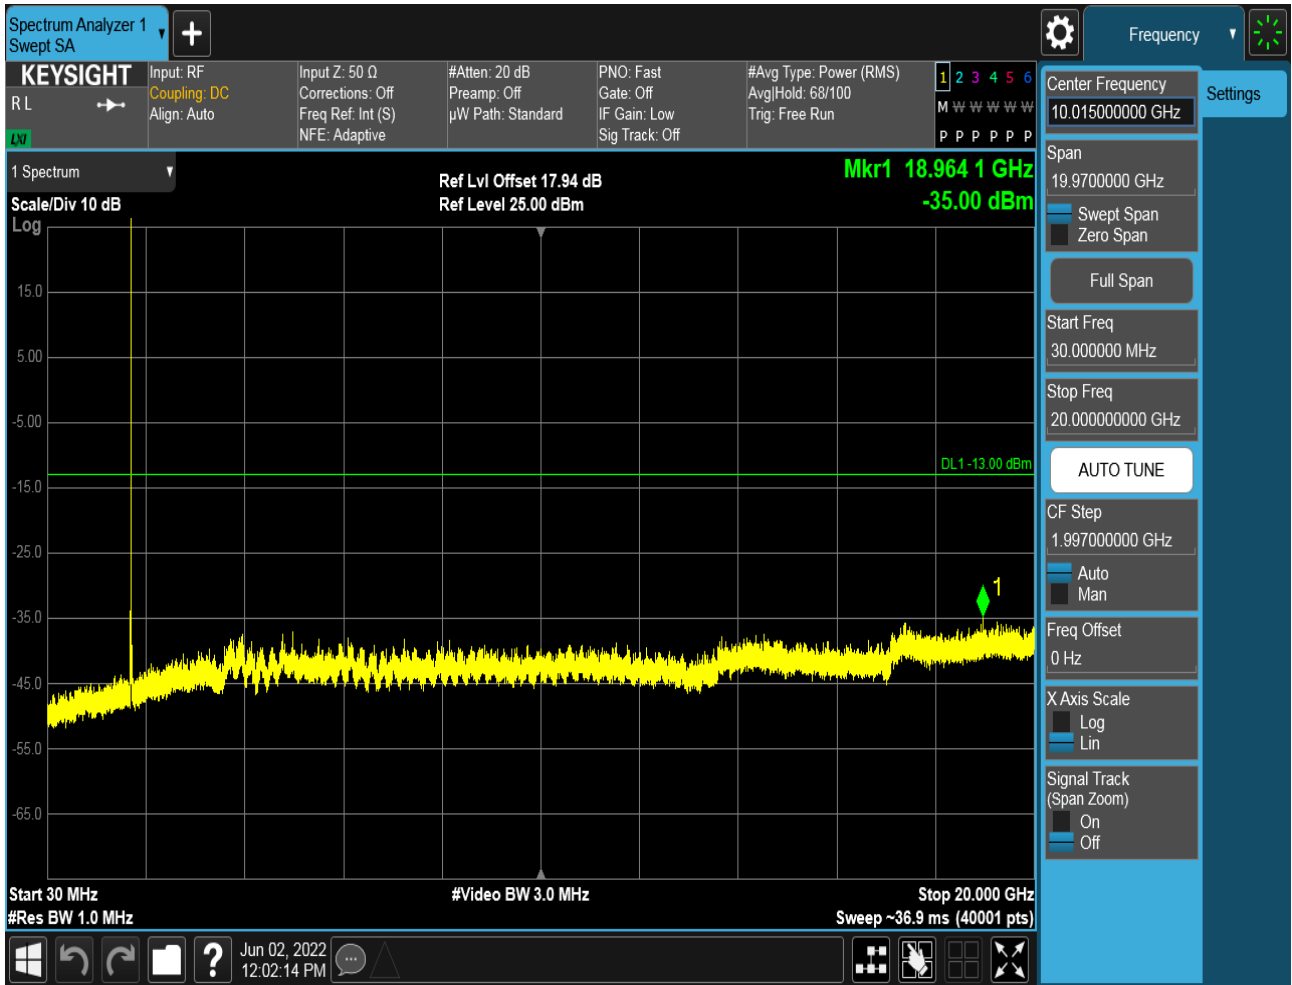 Spectrum Analyzer 1
Swept SA
Frequency
KEYSIGHT
R L
LXI
Input: RF
Coupling: DC
Align: Auto
Input Z: 50 Ω
Corrections: Off
Freq Ref: Int (S)
NFE: Adaptive
#Atten: 20 dB
Preamp: Off
µW Path: Standard
PNO: Fast
Gate: Off
IF Gain: Low
Sig Track: Off
#Avg Type: Power (RMS)
Avg|Hold: 68/100
Trig: Free Run
1 2 3 4 5 6
M W W W W W
P P P P P P
1 Spectrum
Scale/Div 10 dB
Log
Ref Lvl Offset 17.94 dB
Ref Level 25.00 dBm
Mkr1 18.964 1 GHz
-35.00 dBm
15.0
5.00
-5.00
-15.0
-25.0
-35.0
-45.0
-55.0
-65.0
DL1 -13.00 dBm
1
Start 30 MHz
#Res BW 1.0 MHz
#Video BW 3.0 MHz
Stop 20.000 GHz
Sweep ~36.9 ms (40001 pts)
Jun 02, 2022
12:02:14 PM
?
Center Frequency
10.015000000 GHz
Settings
Span
19.9700000 GHz
Swept Span
Zero Span
Full Span
Start Freq
30.000000 MHz
Stop Freq
20.000000000 GHz
AUTO TUNE
CF Step
1.997000000 GHz
Auto
Man
Freq Offset
0 Hz
X Axis Scale
Log
Lin
Signal Track
(Span Zoom)
On
Off